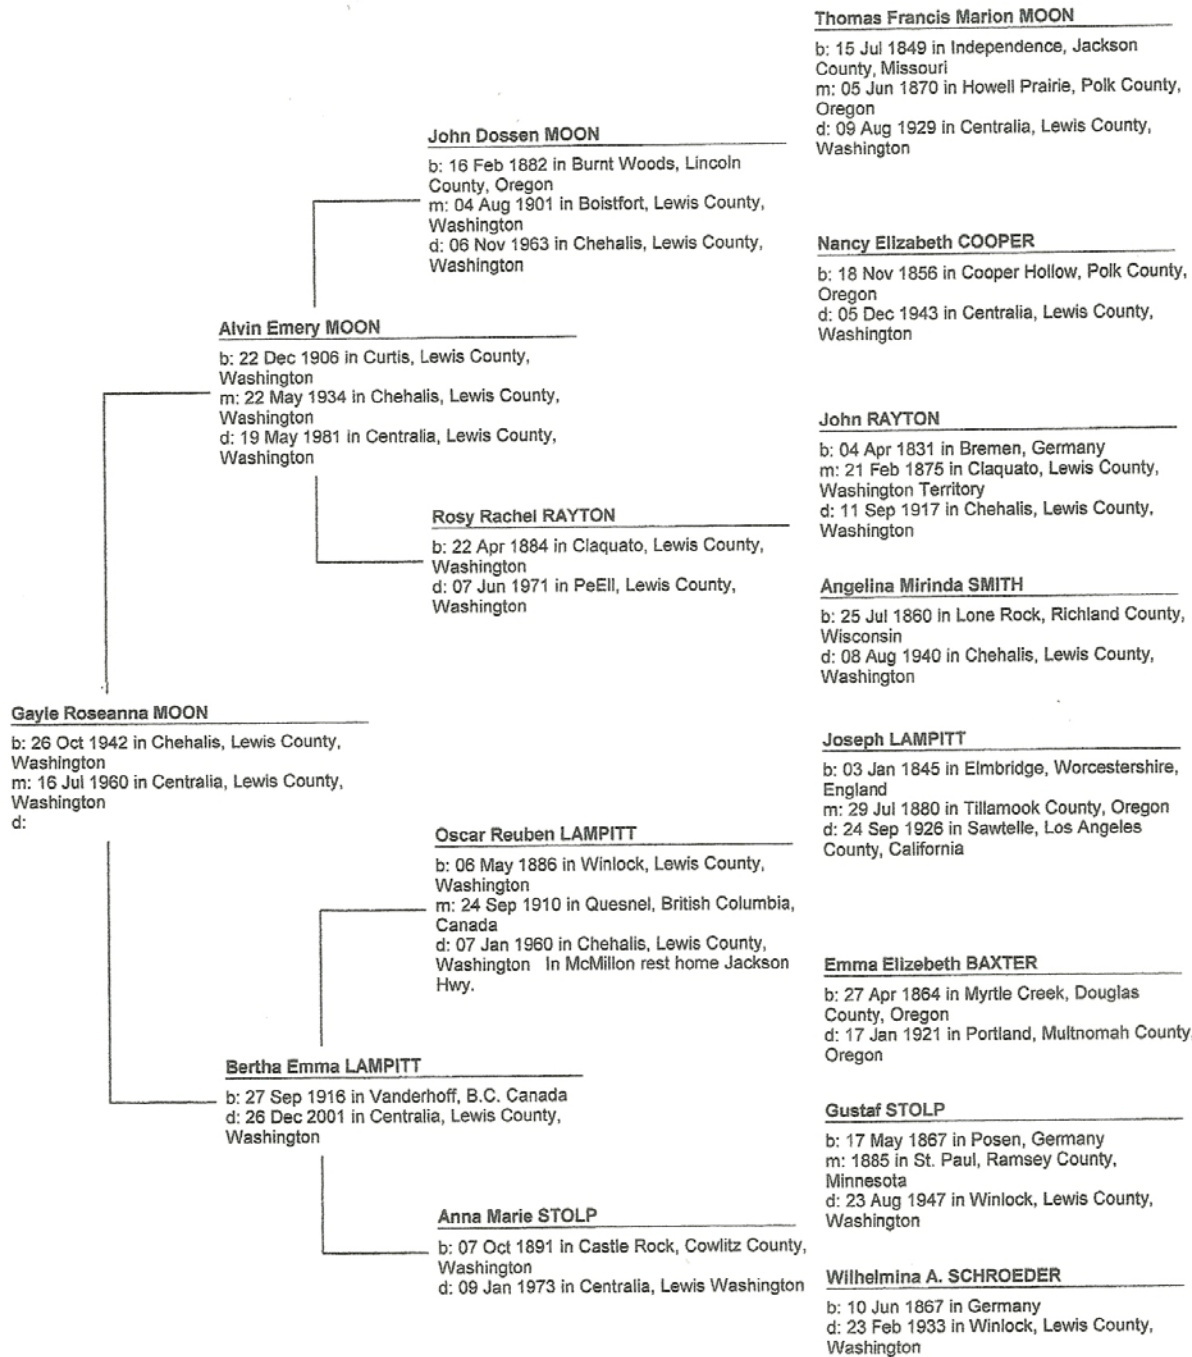 Thomas Francis Marion MOON
b: 15 Jul 1849 in Independence, Jackson
County, Missouri
m: 05 Jun 1870 in Howell Prairie, Polk County,
Oregon
d: 09 Aug 1929 in Centralia, Lewis County,
Washington
John Dossen MOON
b: 16 Feb 1882 in Burnt Woods, Lincoln
County, Oregon
m: 04 Aug 1901 in Boistfort, Lewis County,
Washington
d: 06 Nov 1963 in Chehalis, Lewis County,
Washington
Nancy Elizabeth COOPER
b: 18 Nov 1856 in Cooper Hollow, Polk County,
Oregon
d: 05 Dec 1943 in Centralia, Lewis County,
Washington
Alvin Emery MOON
b: 22 Dec 1906 in Curtis, Lewis County,
Washington
m: 22 May 1934 in Chehalis, Lewis County,
Washington
d: 19 May 1981 in Centralia, Lewis County,
Washington
John RAYTON
b: 04 Apr 1831 in Bremen, Germany
m: 21 Feb 1875 in Claquato, Lewis County,
Washington Territory
d: 11 Sep 1917 in Chehalis, Lewis County,
Washington
Rosy Rachel RAYTON
b: 22 Apr 1884 in Claquato, Lewis County,
Washington
d: 07 Jun 1971 in PeEll, Lewis County,
Washington
Angelina Mirinda SMITH
b: 25 Jul 1860 in Lone Rock, Richland County,
Wisconsin
d: 08 Aug 1940 in Chehalis, Lewis County,
Washington
Gayle Roseanna MOON
b: 26 Oct 1942 in Chehalis, Lewis County,
Washington
m: 16 Jul 1960 in Centralia, Lewis County,
Washington
d:
Joseph LAMPITT
b: 03 Jan 1845 in Elmbridge, Worcestershire,
England
m: 29 Jul 1880 in Tillamook County, Oregon
d: 24 Sep 1926 in Sawtelle, Los Angeles
County, California
Oscar Reuben LAMPITT
b: 06 May 1886 in Winlock, Lewis County,
Washington
m: 24 Sep 1910 in Quesnel, British Columbia,
Canada
d: 07 Jan 1960 in Chehalis, Lewis County,
Washington In McMillon rest home Jackson
Hwy.
Emma Elizebeth BAXTER
b: 27 Apr 1864 in Myrtle Creek, Douglas
County, Oregon
d: 17 Jan 1921 in Portland, Multnomah County,
Oregon
Bertha Emma LAMPITT
b: 27 Sep 1916 in Vanderhoff, B.C. Canada
d: 26 Dec 2001 in Centralia, Lewis County,
Washington
Gustaf STOLP
b: 17 May 1867 in Posen, Germany
m: 1885 in St. Paul, Ramsey County,
Minnesota
d: 23 Aug 1947 in Winlock, Lewis County,
Washington
Anna Marie STOLP
b: 07 Oct 1891 in Castle Rock, Cowlitz County,
Washington
d: 09 Jan 1973 in Centralia, Lewis Washington
Wilhelmina A. SCHROEDER
b: 10 Jun 1867 in Germany
d: 23 Feb 1933 in Winlock, Lewis County,
Washington